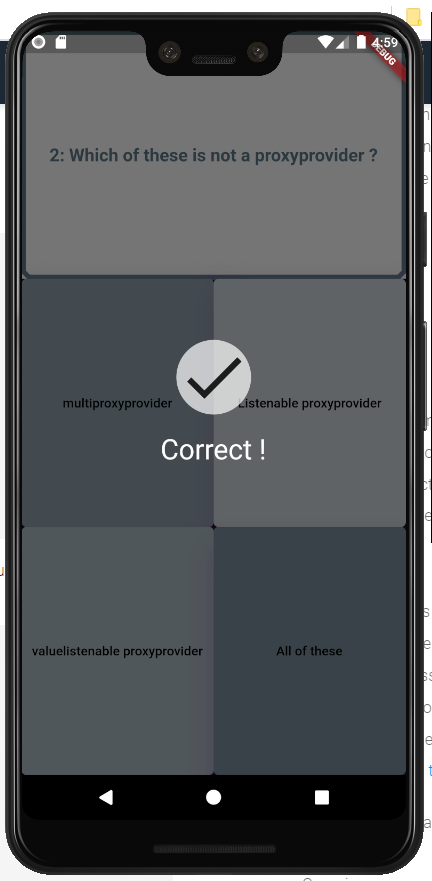 4:59
DEBUG
2: Which of these is not a proxyprovider ?
multiproxyprovider
Listenable proxyprovider
Correct !
valuelistenable proxyprovider
All of these